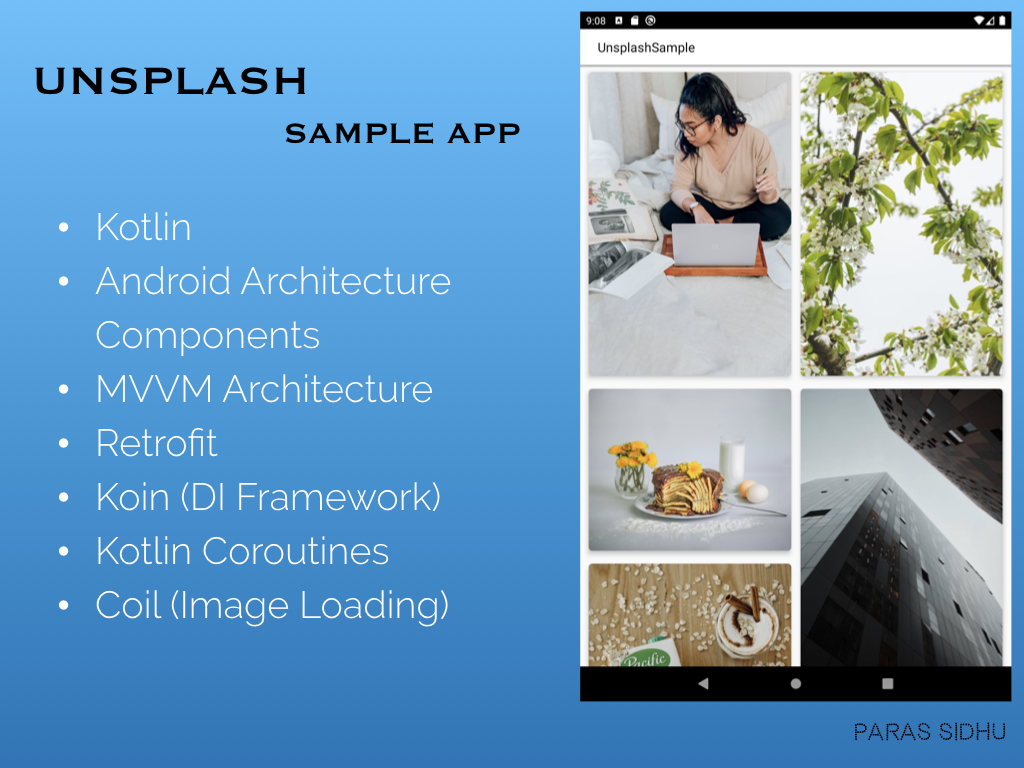 UNSPLASH
SAMPLE APP
• Kotlin
• Android Architecture
Components
• MVVM Architecture
• Retrofit
• Koin (DI Framework)
• Kotlin Coroutines
• Coil (Image Loading)
9:08
UnsplashSample
Pacific
PARAS SIDHU